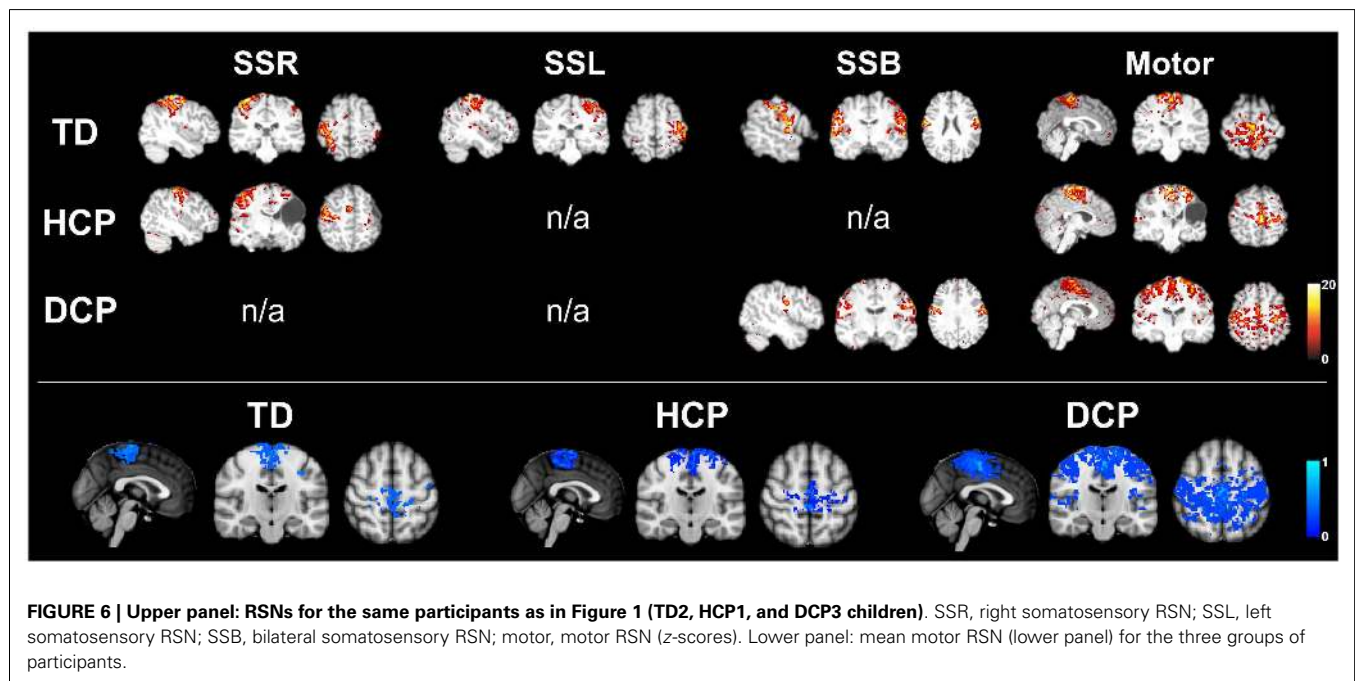 SSR SSL SSB Motor
TD
HCP n/a n/a
DCP n/a n/a
20
0
TD HCP DCP
1
0
FIGURE 6 | Upper panel: RSNs for the same participants as in Figure 1 (TD2, HCP1, and DCP3 children). SSR, right somatosensory RSN; SSL, left
somatosensory RSN; SSB, bilateral somatosensory RSN; motor, motor RSN (z-scores). Lower panel: mean motor RSN (lower panel) for the three groups of
participants.